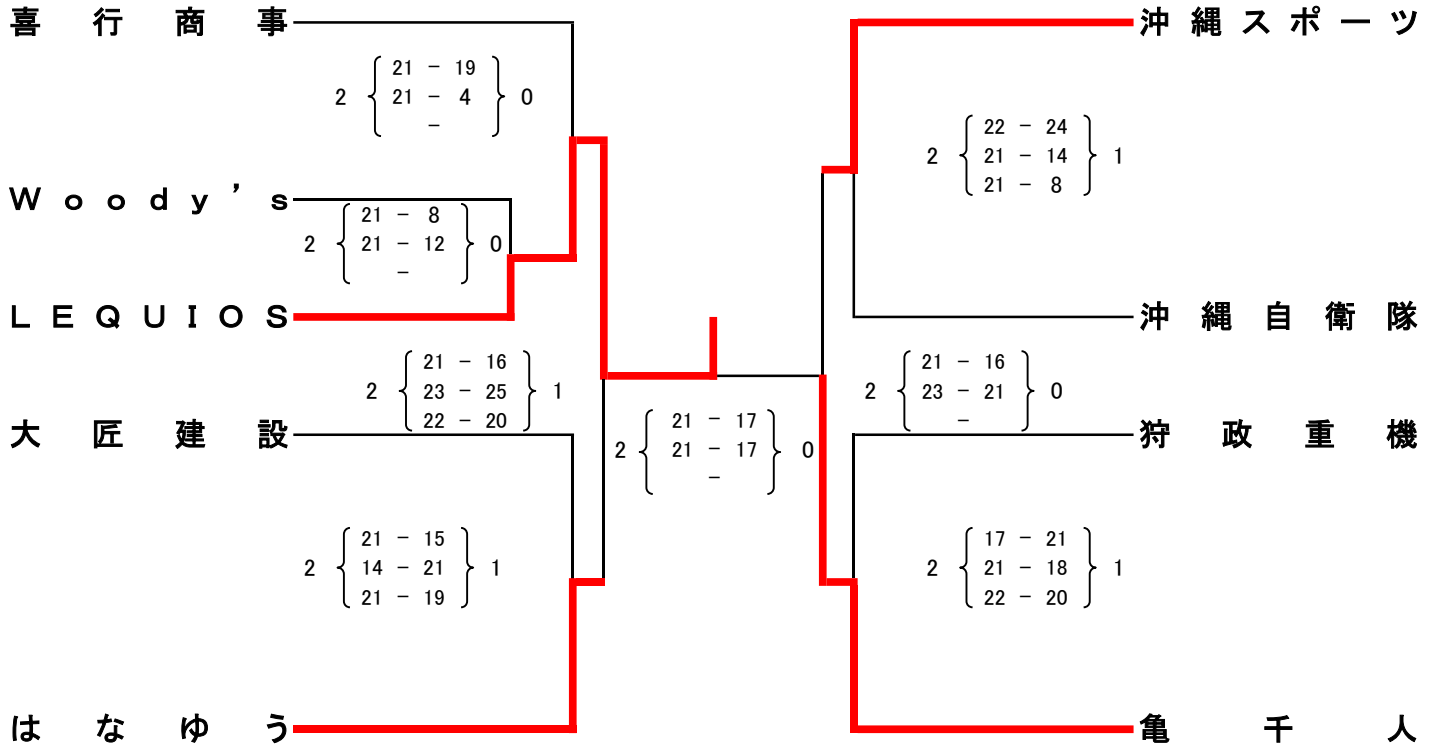 喜行商事
2 21 - 19 0
21 - 4
-
Woody's
2 21 - 8 0
21 - 12
-
LEQUIOS
2 21 - 16 1
23 - 25
22 - 20
大匠建設
2 21 - 15 1
14 - 21
21 - 19
はなゆう
2 21 - 17 0
21 - 17
-
沖縄スポーツ
2 22 - 24 1
21 - 14
21 - 8
沖縄自衛隊
2 21 - 16 0
23 - 21
-
狩政重機
2 17 - 21 1
21 - 18
22 - 20
亀千人